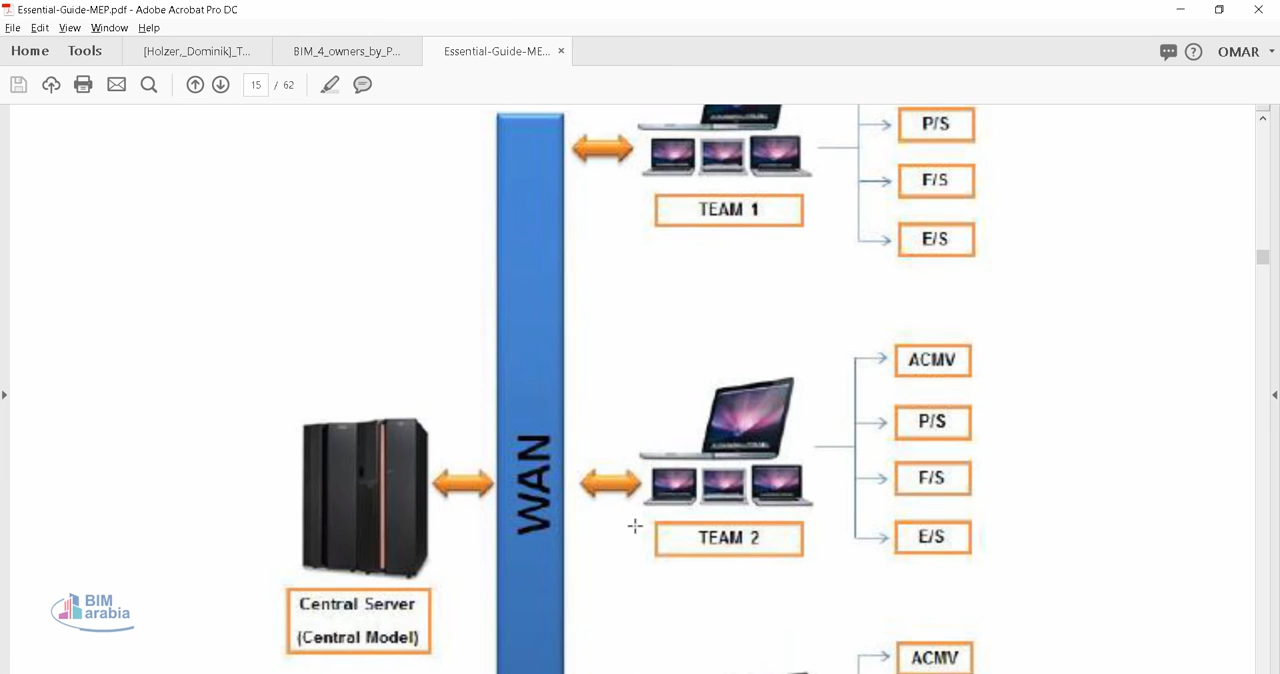 Essential-Guide-MEP.pdf - Adobe Acrobat Pro DC
File Edit View Window Help
Home Tools [Holzer,_Dominik]_T... BIM_4_owners_by_P... Essential-Guide-ME... ×
OMAR
15 / 62
P/S
F/S
TEAM 1
E/S
ACMV
P/S
F/S
WAN
TEAM 2
E/S
Central Server
(Central Model)
BIM
arabia
ACMV